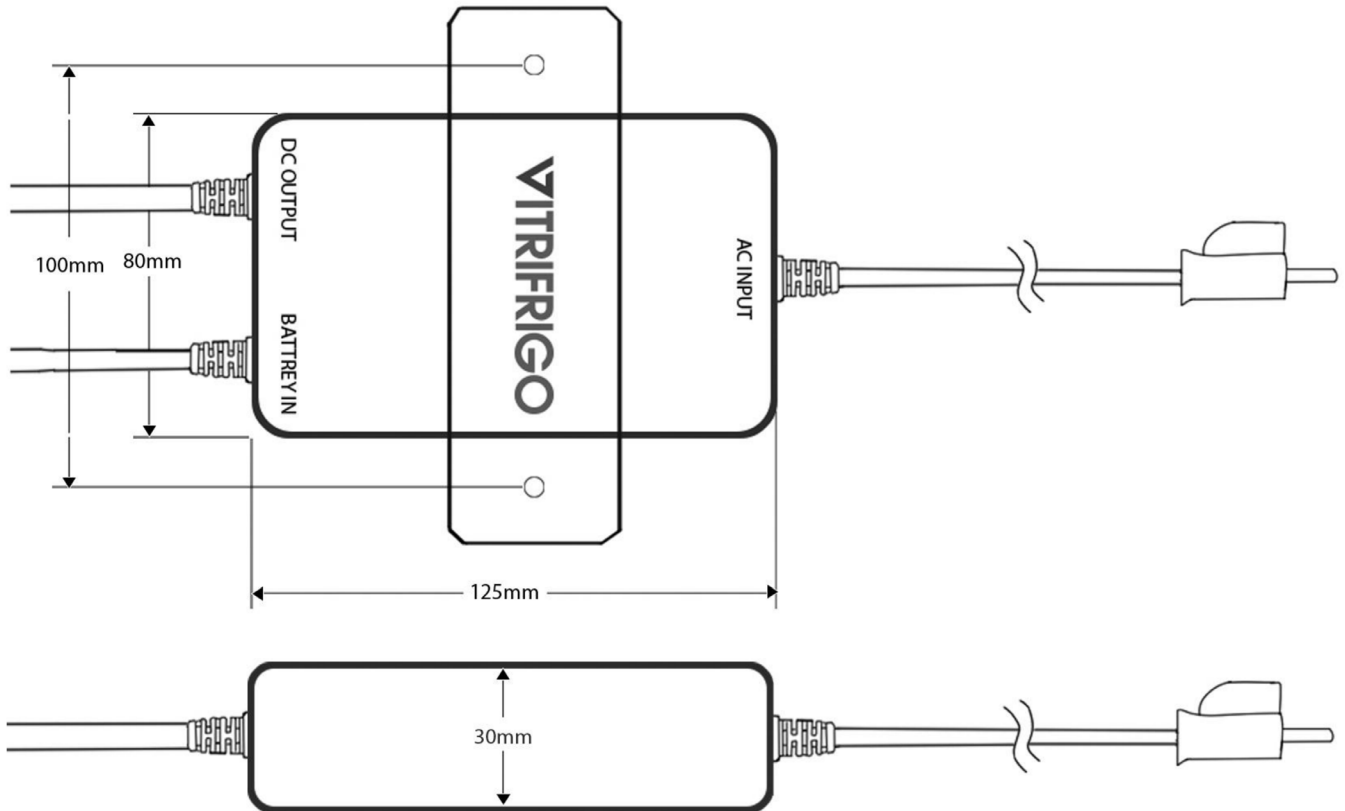 DC OUTPUT
BATTREY IN
VITRIFRIGO
AC INPUT
100mm
80mm
125mm
30mm